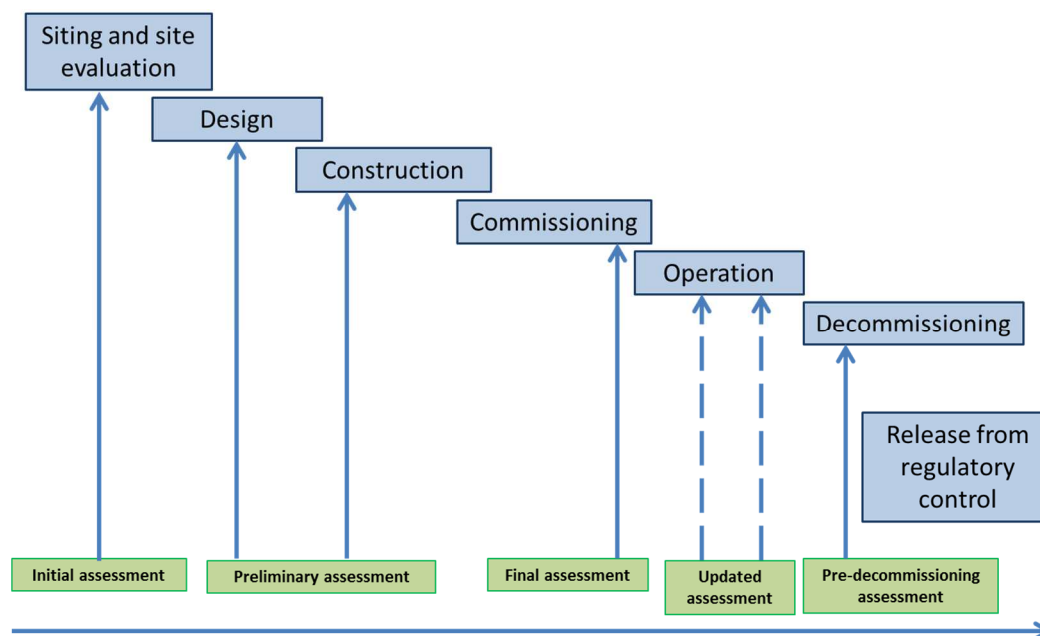 Siting and site
evaluation
Design
Construction
Commissioning
Operation
Decommissioning
Release from
regulatory
control
Initial assessment
Preliminary assessment
Final assessment
Updated
assessment
Pre-decommissioning
assessment